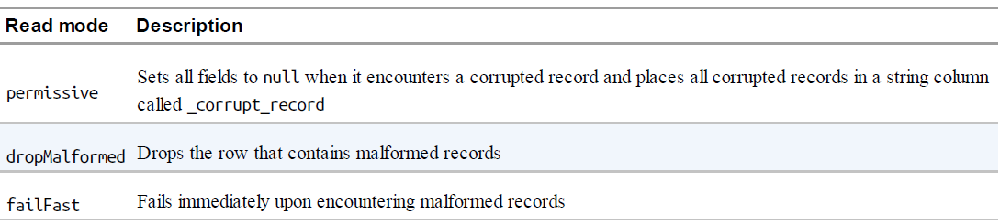 Read mode Description
permissive Sets all fields to null when it encounters a corrupted record and places all corrupted records in a string column
called _corrupt_record
dropMalformed Drops the row that contains malformed records
failFast Fails immediately upon encountering malformed records